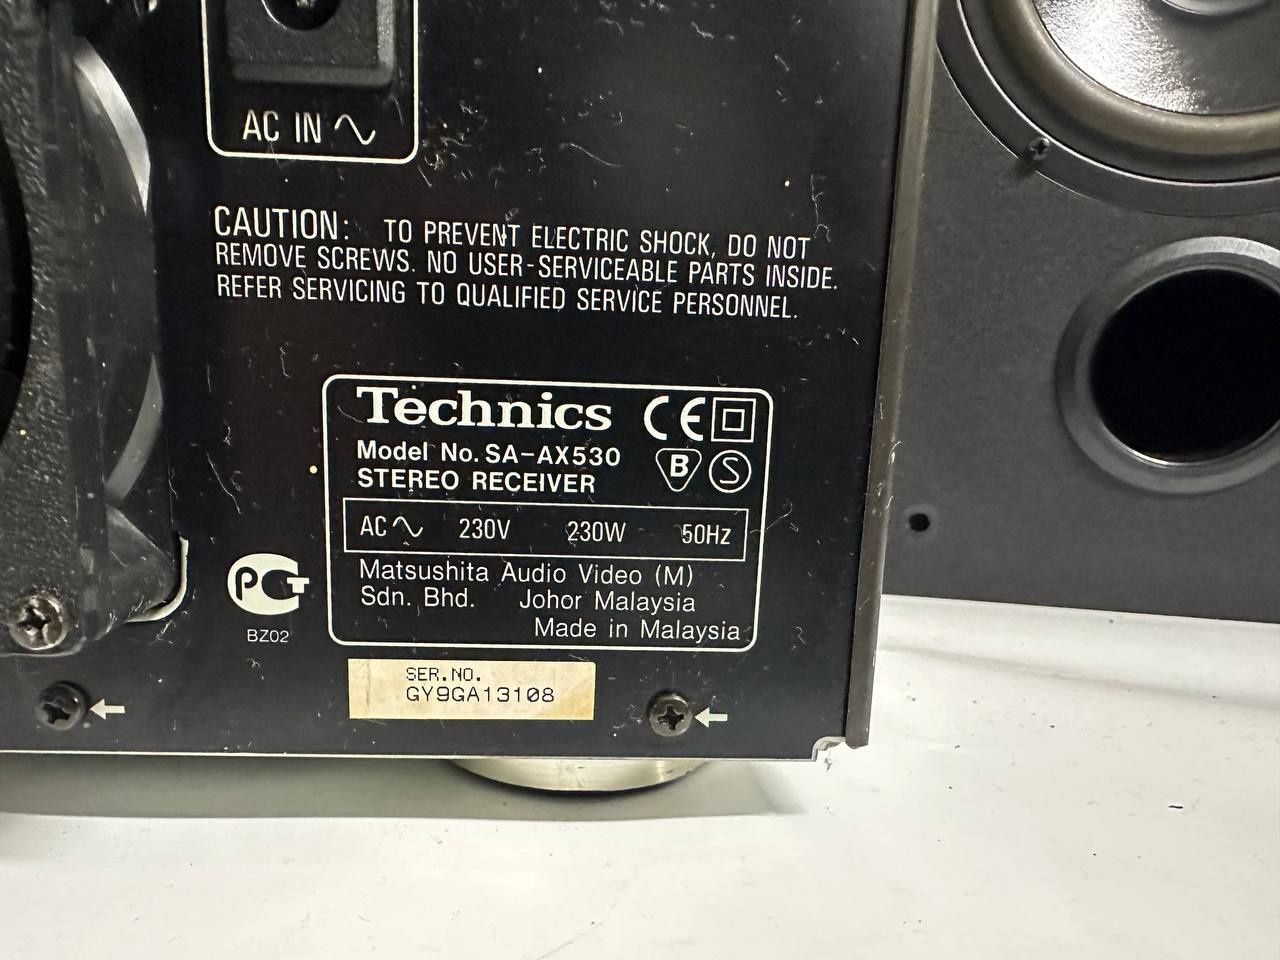 AC IN
CAUTION: TO PREVENT ELECTRIC SHOCK, DO NOT
REMOVE SCREWS. NO USER-SERVICEABLE PARTS INSIDE.
REFER SERVICING TO QUALIFIED SERVICE PERSONNEL.
Technics CE
Model No. SA-AX530 B S
STEREO RECEIVER
AC 230V 230W 50Hz
Matsushita Audio Video (M)
Sdn. Bhd. Johor Malaysia
Made in Malaysia
PCT
BZ02
SER.NO.
GY9GA13108